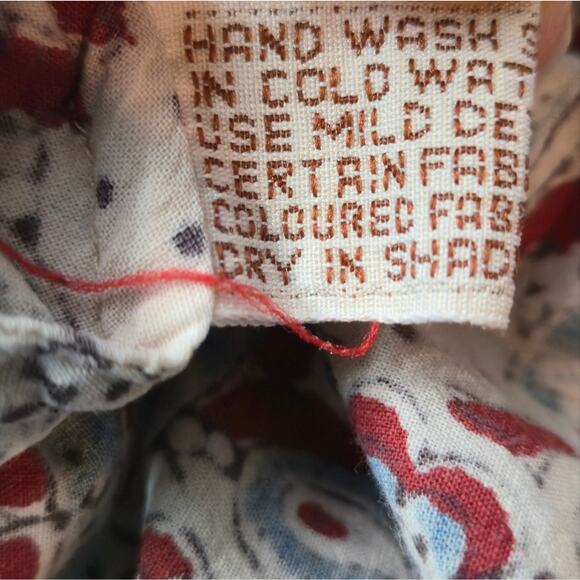 HAND WASH S
IN COLD WAT
USE MILD DE
CERTAIN FAB
COLOURED FAB
DRY IN SHAD